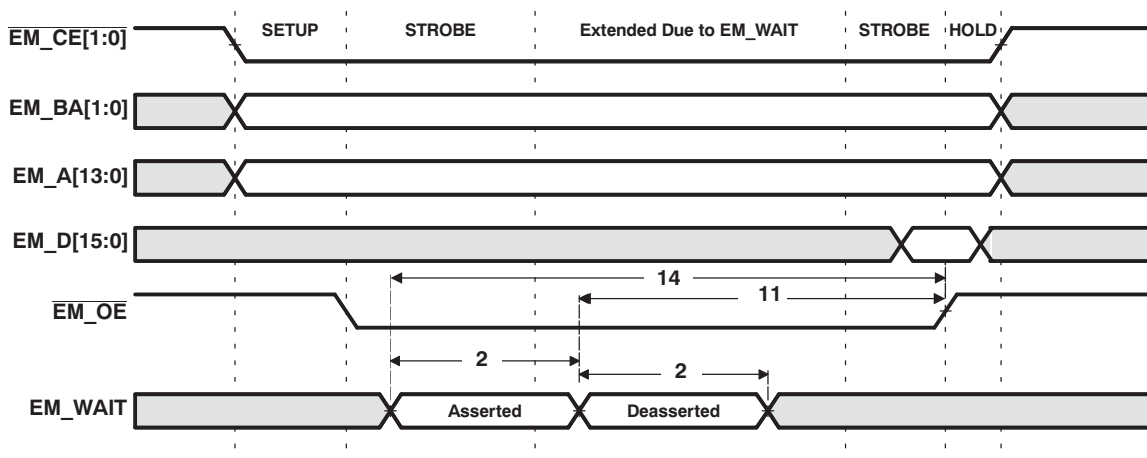 SETUP STROBE Extended Due to EM_WAIT STROBE HOLD
EM_CE[1:0]
EM_BA[1:0]
EM_A[13:0]
EM_D[15:0]
14
11
EM_OE
2
2
EM_WAIT Asserted Deasserted